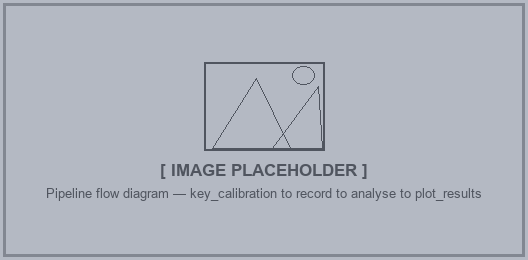 [ IMAGE PLACEHOLDER ]
Pipeline flow diagram — key_calibration to record to analyse to plot_results